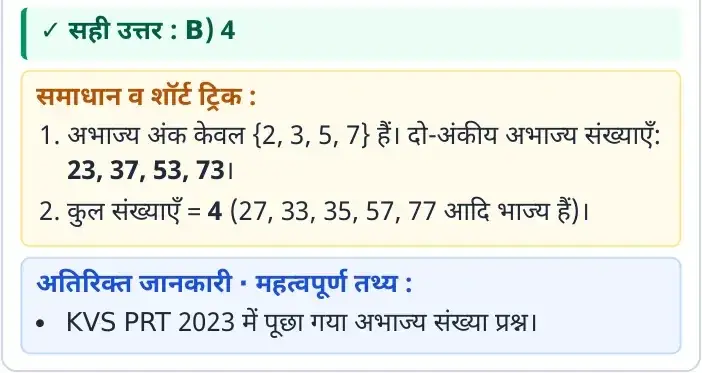 ✓ सही उत्तर : B) 4
समाधान व शॉर्ट ट्रिक :
1. अभाज्य अंक केवल {2, 3, 5, 7} हैं। दो-अंकीय अभाज्य संख्याएँ:
23, 37, 53, 73।
2. कुल संख्याएँ = 4 (27, 33, 35, 57, 77 आदि भाज्य हैं)।
अतिरिक्त जानकारी · महत्वपूर्ण तथ्य :
• KVS PRT 2023 में पूछा गया अभाज्य संख्या प्रश्न।